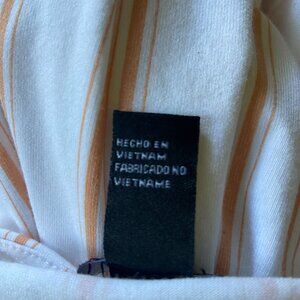 HECHO EN
VIETNAM
FABRICADO NO
VIETNAME